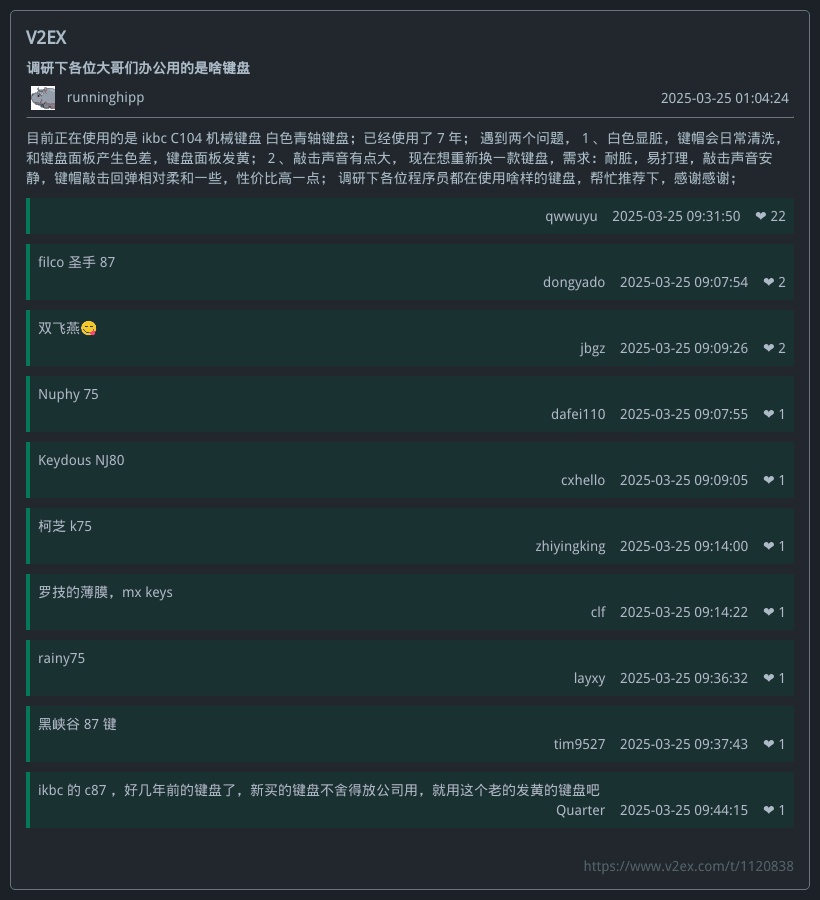 V2EX
调研下各位大哥们办公用的是啥键盘
runninghipp 2025-03-25 01:04:24
目前正在使用的是 ikbc C104 机械键盘 白色青轴键盘；已经使用了 7 年； 遇到两个问题， 1 、白色显脏，键帽会日常清洗，
和键盘面板产生色差，键盘面板发黄； 2 、敲击声音有点大， 现在想重新换一款键盘，需求：耐脏，易打理，敲击声音安
静，键帽敲击回弹相对柔和一些，性价比高一点； 调研下各位程序员都在使用啥样的键盘，帮忙推荐下，感谢感谢；
qwwuyu 2025-03-25 09:31:50 ❤ 22
filco 圣手 87
dongyado 2025-03-25 09:07:54 ❤ 2
双飞燕😋
jbgz 2025-03-25 09:09:26 ❤ 2
Nuphy 75
dafei110 2025-03-25 09:07:55 ❤ 1
Keydous NJ80
cxhello 2025-03-25 09:09:05 ❤ 1
柯芝 k75
zhiyingking 2025-03-25 09:14:00 ❤ 1
罗技的薄膜，mx keys
clf 2025-03-25 09:14:22 ❤ 1
rainy75
layxy 2025-03-25 09:36:32 ❤ 1
黑峡谷 87 键
tim9527 2025-03-25 09:37:43 ❤ 1
ikbc 的 c87 ，好几年前的键盘了，新买的键盘不舍得放公司用，就用这个老的发黄的键盘吧
Quarter 2025-03-25 09:44:15 ❤ 1
https://www.v2ex.com/t/1120838